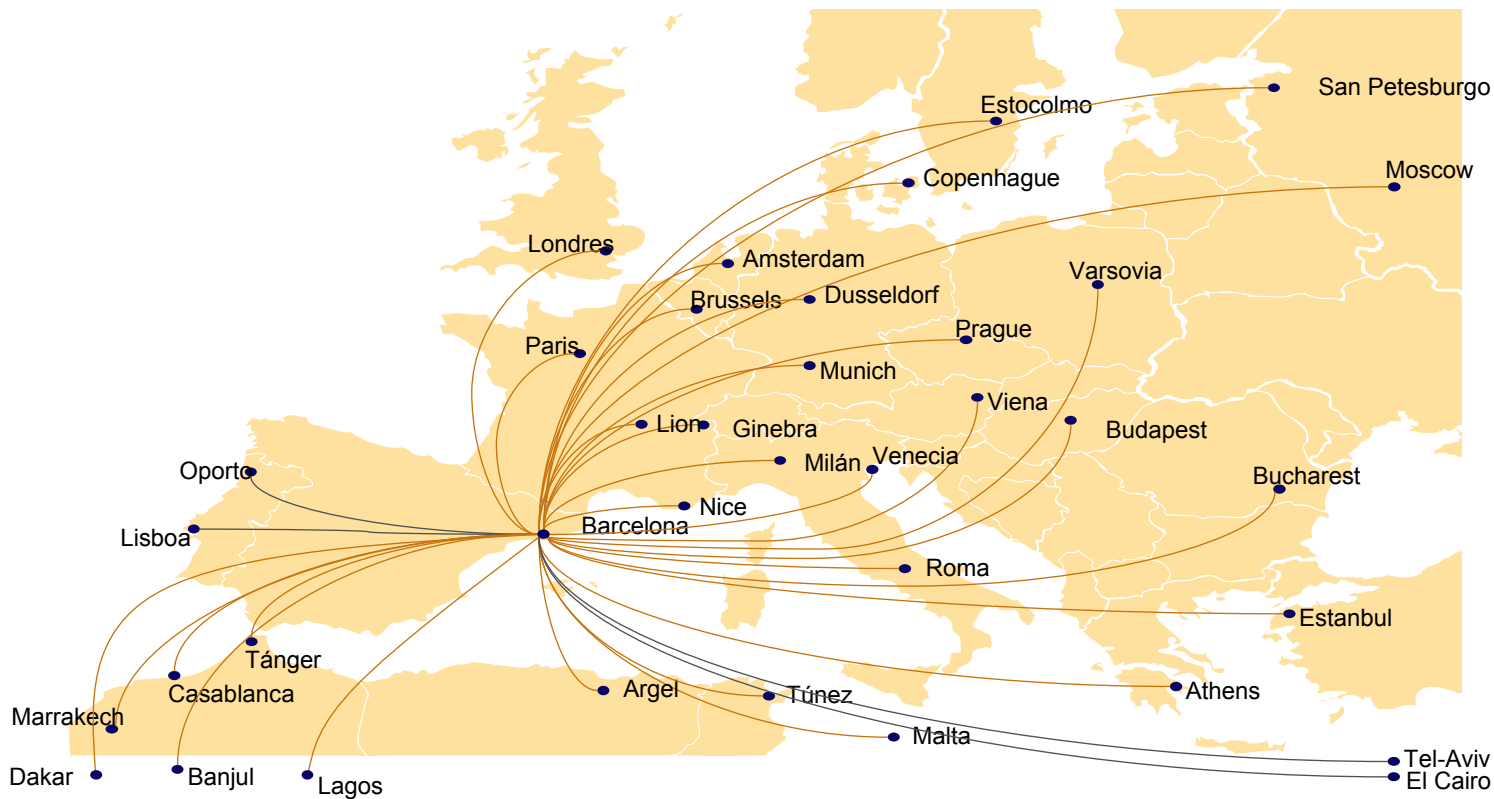 San Petesburgo
Estocolmo
Moscow
Copenhague
Londres
Amsterdam
Varsovia
Brussels
Dusseldorf
Prague
Paris
Munich
Viena
Lion
Ginebra
Budapest
Milán
Venecia
Oporto
Bucharest
Nice
Barcelona
Lisboa
Roma
Estanbul
Tánger
Casablanca
Argel
Túnez
Athens
Marrakech
Malta
Tel-Aviv
Dakar
Banjul
Lagos
El Cairo